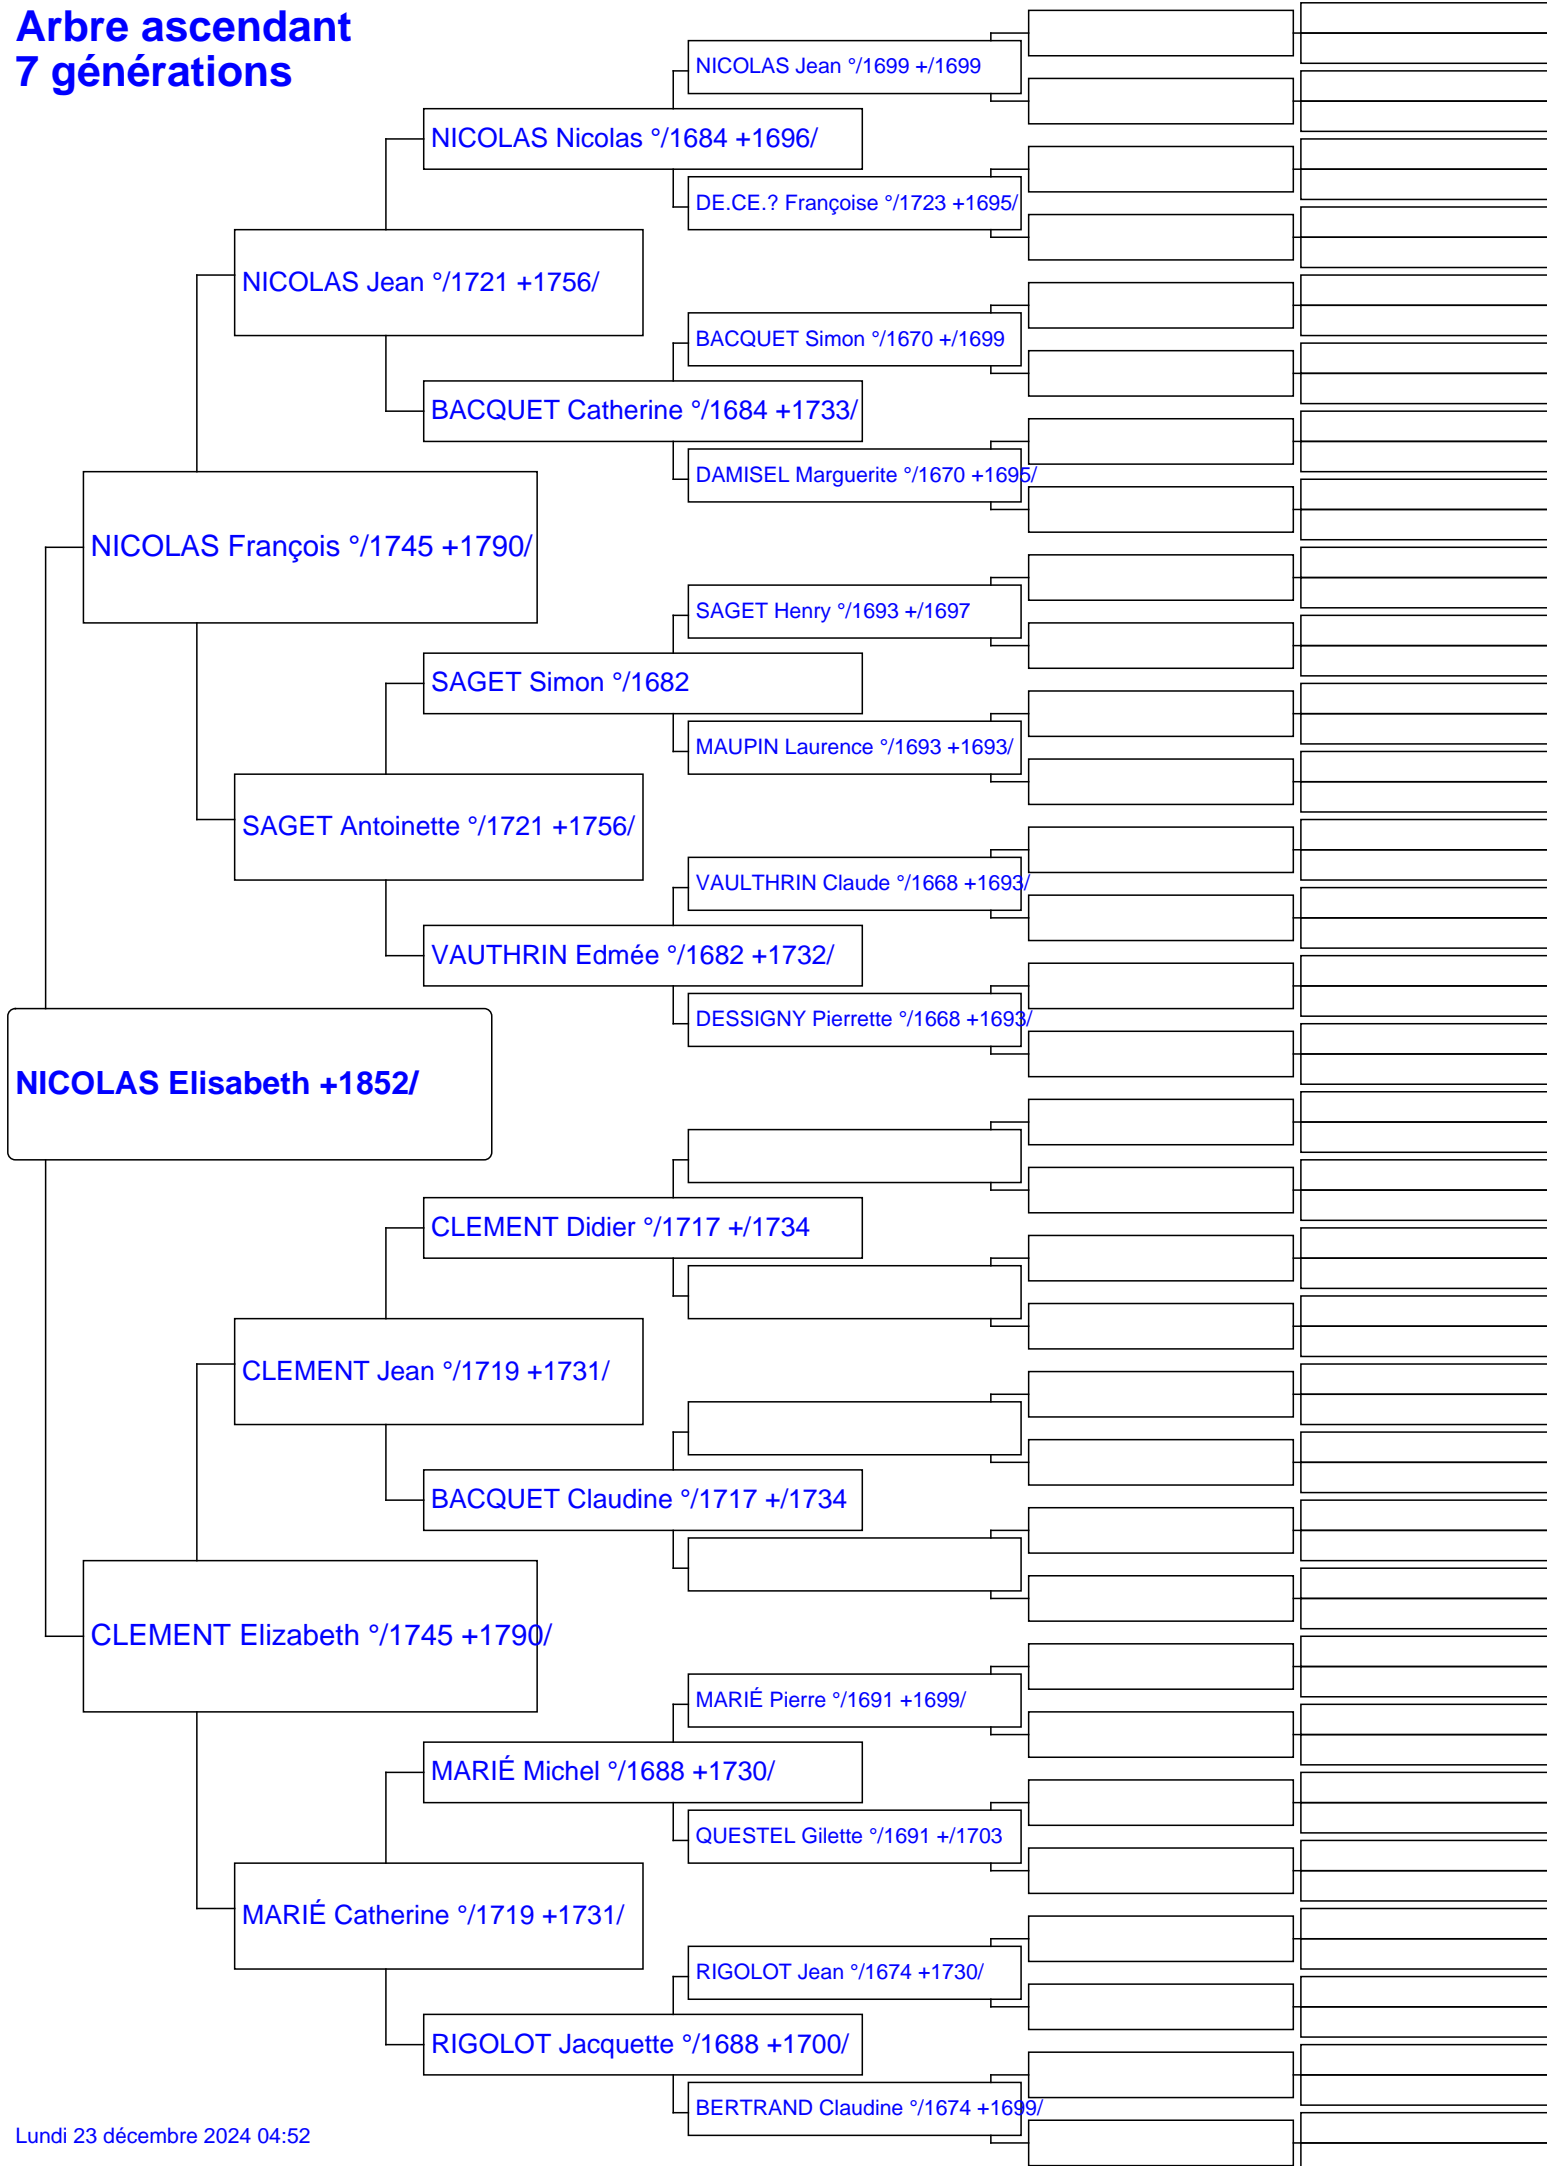 Arbre ascendant
7 générations
NICOLAS Jean °/1699 +/1699
NICOLAS Nicolas °/1684 +1696/
DE.CE.? Françoise °/1723 +1695/
NICOLAS Jean °/1721 +1756/
BACQUET Simon °/1670 +/1699
BACQUET Catherine °/1684 +1733/
DAMISEL Marguerite °/1670 +1695/
NICOLAS François °/1745 +1790/
SAGET Henry °/1693 +/1697
SAGET Simon °/1682
MAUPIN Laurence °/1693 +1693/
SAGET Antoinette °/1721 +1756/
VAULTHRIN Claude °/1668 +1693/
VAUTHRIN Edmée °/1682 +1732/
DESSIGNY Pierrette °/1668 +1693/
NICOLAS Elisabeth +1852/
CLEMENT Didier °/1717 +/1734
CLEMENT Jean °/1719 +1731/
BACQUET Claudine °/1717 +/1734
CLEMENT Elizabeth °/1745 +1790/
MARIÉ Pierre °/1691 +1699/
MARIÉ Michel °/1688 +1730/
QUESTEL Gilette °/1691 +/1703
MARIÉ Catherine °/1719 +1731/
RIGOLOT Jean °/1674 +1730/
RIGOLOT Jacquette °/1688 +1700/
BERTRAND Claudine °/1674 +1699/
Lundi 23 décembre 2024 04:52